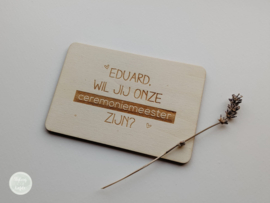 EDUARD,
WIL JIJ ONZE
ceremoniemeester
ZIJN?